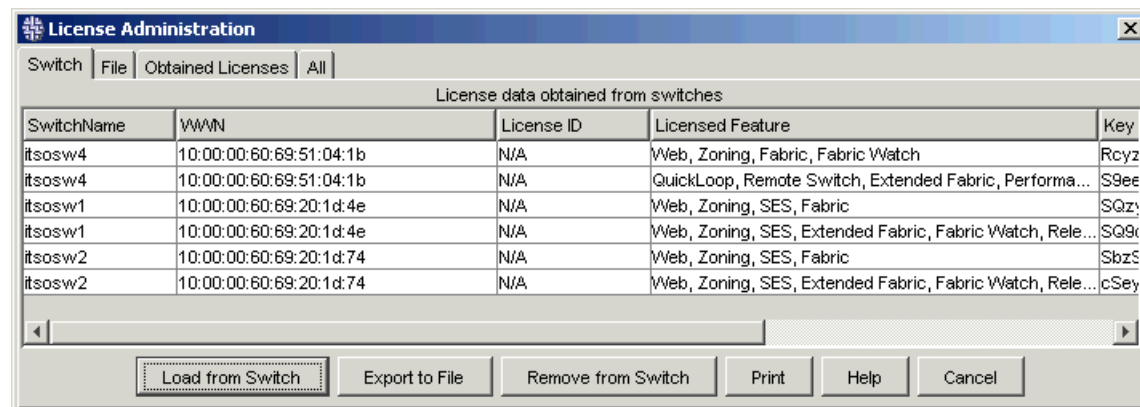 License Administration
Switch File Obtained Licenses All
License data obtained from switches
SwitchName WWN License ID Licensed Feature Key
itsosw4 10:00:00:60:69:51:04:1b N/A Web, Zoning, Fabric, Fabric Watch Rcyz
itsosw4 10:00:00:60:69:51:04:1b N/A QuickLoop, Remote Switch, Extended Fabric, Performa... S9ee
itsosw1 10:00:00:60:69:20:1d:4e N/A Web, Zoning, SES, Fabric SQzy
itsosw1 10:00:00:60:69:20:1d:4e N/A Web, Zoning, SES, Extended Fabric, Fabric Watch, Rele...
itsosw2 10:00:00:60:69:20:1d:74 N/A Web, Zoning, SES, Fabric SbzS
itsosw2 10:00:00:60:69:20:1d:74 N/A Web, Zoning, SES, Extended Fabric, Fabric Watch, Rele... cSey
Load from Switch Export to File Remove from Switch Print Help Cancel